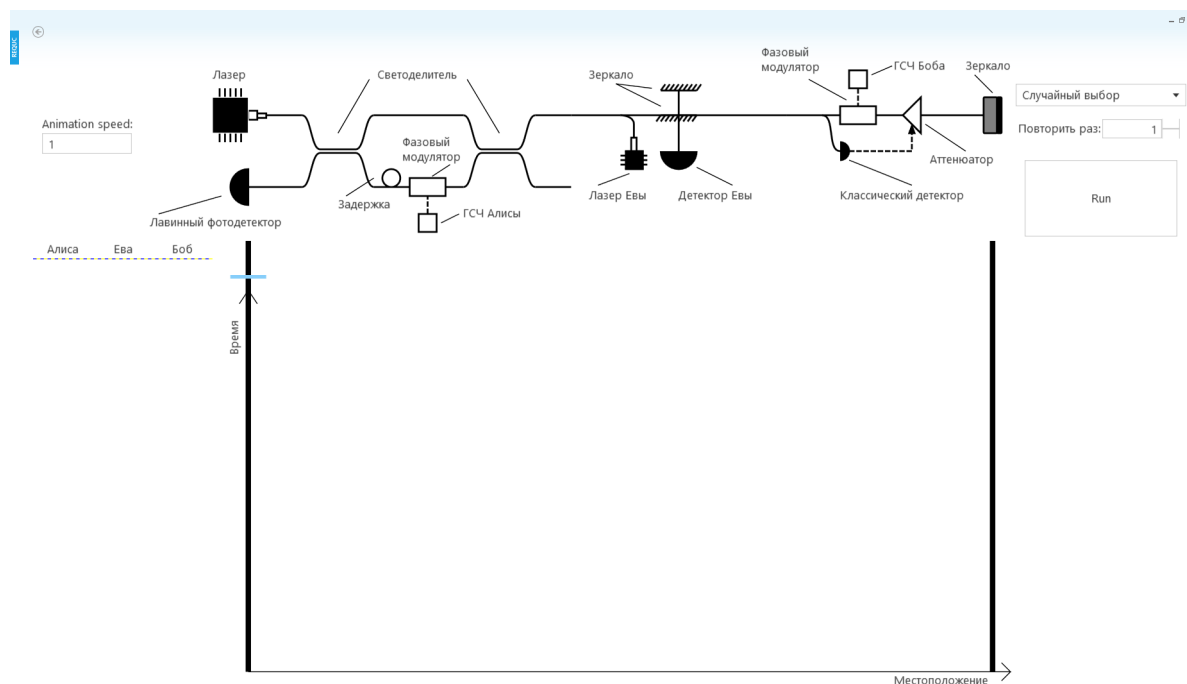 REQUC
Лазер
Светоделитель
Зеркало
Фазовый
модулятор
ГСЧ Боба
Зеркало
Случайный выбор
Animation speed:
1
Фазовый
модулятор
Повторить раз:
1
Аттенюатор
Лавинный фотодетектор
Задержка
ГСЧ Алисы
Лазер Евы
Детектор Евы
Классический детектор
Run
Алиса
Ева
Боб
Время
Местоположение